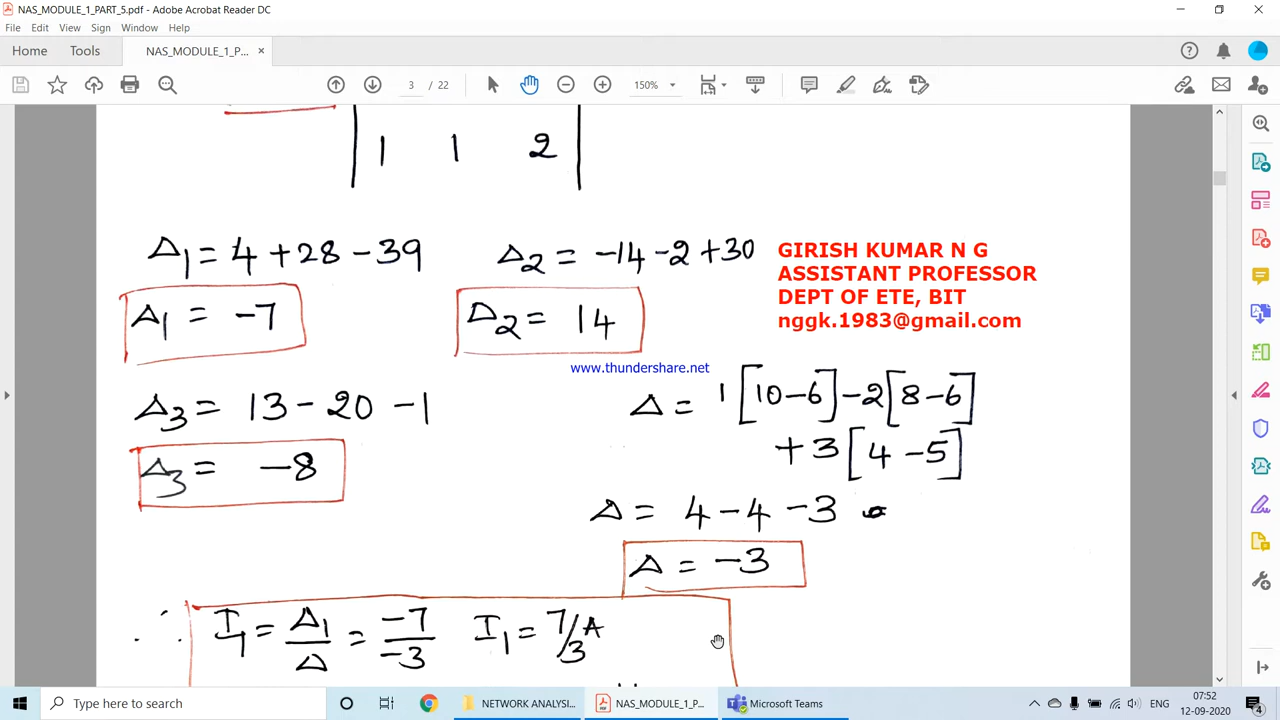 NAS_MODULE_1_PART_5.pdf - Adobe Acrobat Reader DC
File Edit View Sign Window Help
Home Tools NAS_MODULE_1_P... ×
3 / 22 150%
1 1 2
Δ1 = 4 + 28 - 39 Δ2 = -14 - 2 + 30
GIRISH KUMAR N G
ASSISTANT PROFESSOR
DEPT OF ETE, BIT
nggk.1983@gmail.com
Δ1 = -7 Δ2 = 14
www.thundershare.net
Δ3 = 13 - 20 - 1 Δ = 1[10-6] - 2[8-6]
+3[4-5]
Δ3 = -8
Δ = 4 - 4 - 3
Δ = -3
∴ I1 = Δ1/Δ = -7/-3 I1 = 7/3 A
Type here to search
NETWORK ANALYSI...
NAS_MODULE_1_P...
Microsoft Teams
07:52
12-09-2020
4